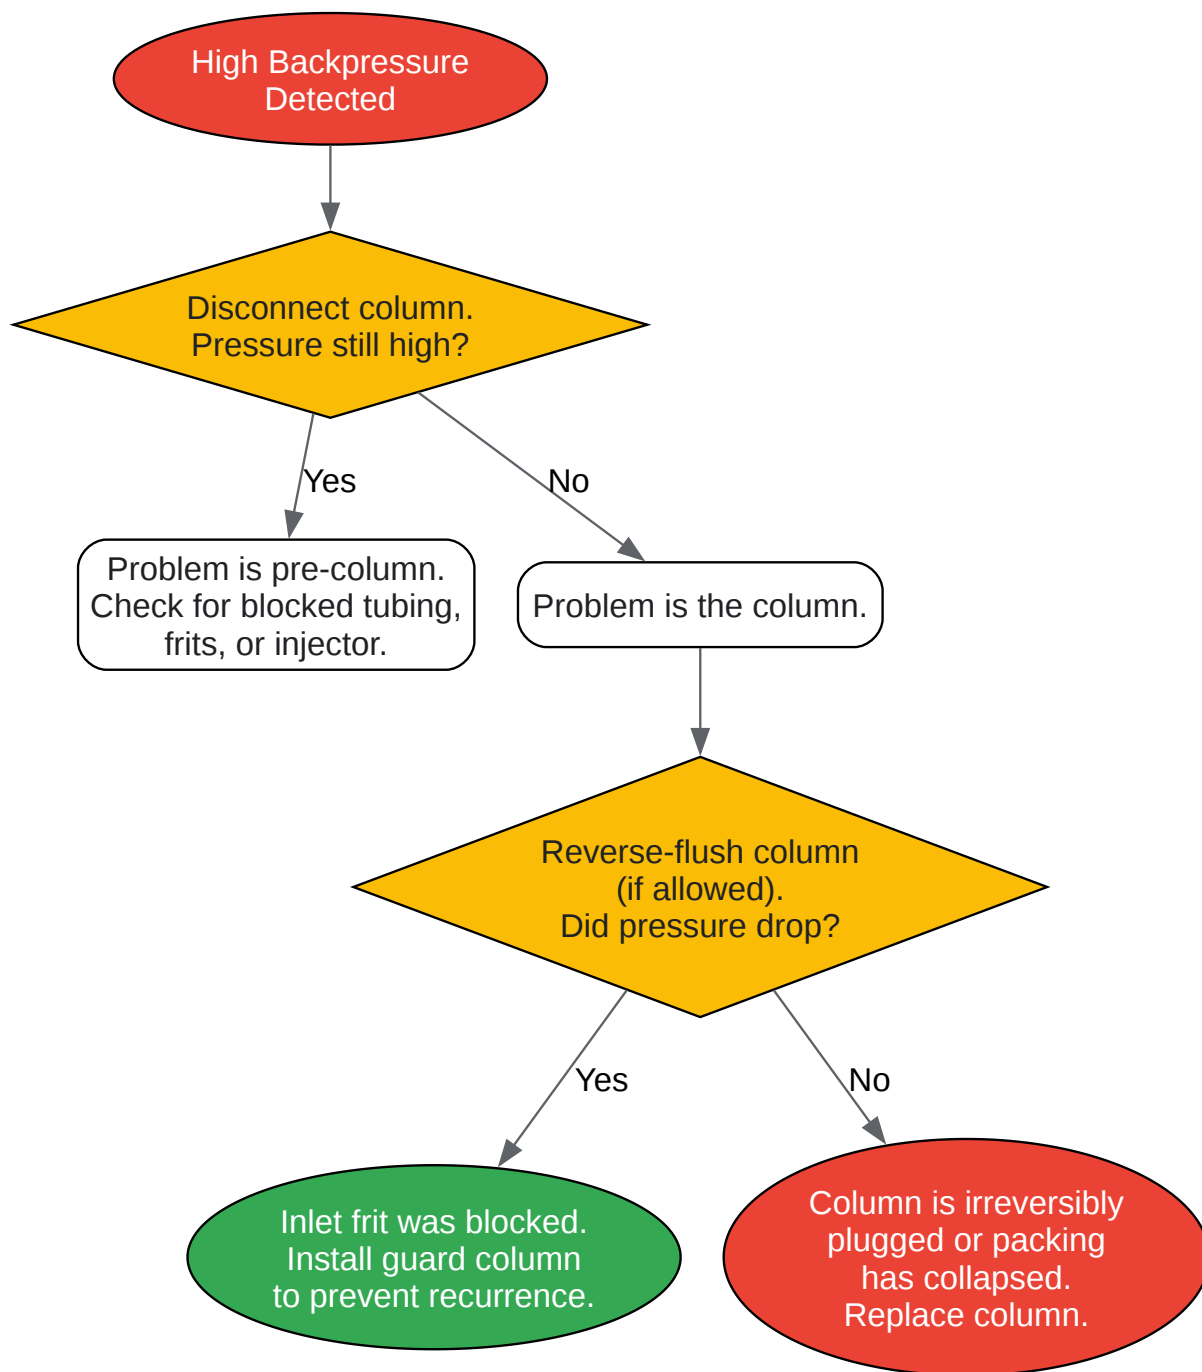 High Backpressure
Detected
Disconnect column.
Pressure still high?
Yes
No
Problem is pre-column.
Check for blocked tubing,
frits, or injector.
Problem is the column.
Reverse-flush column
(if allowed).
Did pressure drop?
Yes
No
Inlet frit was blocked.
Install guard column
to prevent recurrence.
Column is irreversibly
plugged or packing
has collapsed.
Replace column.